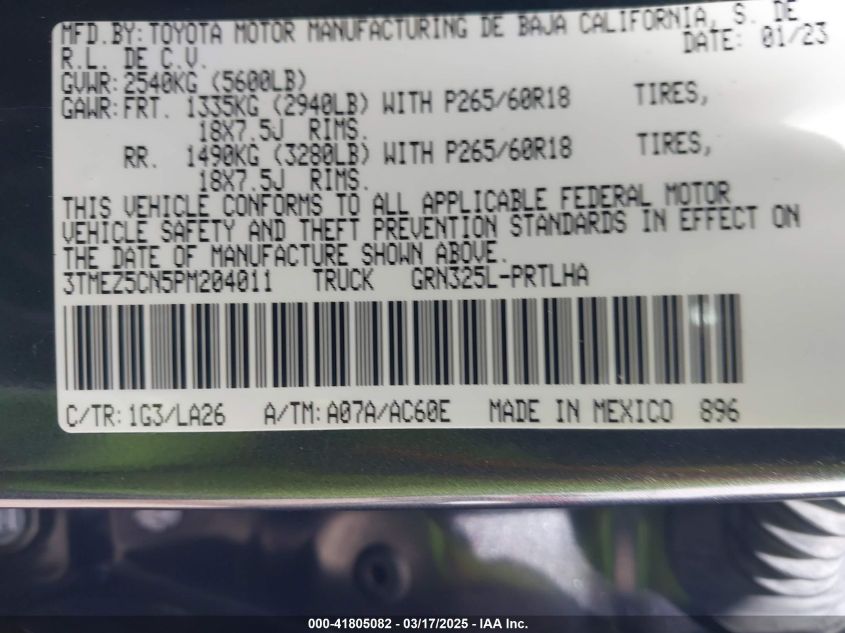 MFD.BY: TOYOTA MOTOR MANUFACTURING DE BAJA CALIFORNIA, S. DE
R.L. DE C.V. DATE: 01/23
GVWR: 2540KG (5600LB)
GAWR: FRT. 1335KG (2940LB) WITH P265/60R18 TIRES,
18X7.5J RIMS.
RR. 1490KG (3280LB) WITH P265/60R18 TIRES,
18X7.5J RIMS.
THIS VEHICLE CONFORMS TO ALL APPLICABLE FEDERAL MOTOR
VEHICLE SAFETY AND THEFT PREVENTION STANDARDS IN EFFECT ON
THE DATE OF MANUFACTURE SHOWN ABOVE.
3TMEZ5CN5PM204011 TRUCK GRN325L-PRTLHA
C/TR: 1G3/LA26 A/TM: A07A/AC60E MADE IN MEXICO 896
000-41805082 - 03/17/2025 - IAA Inc.